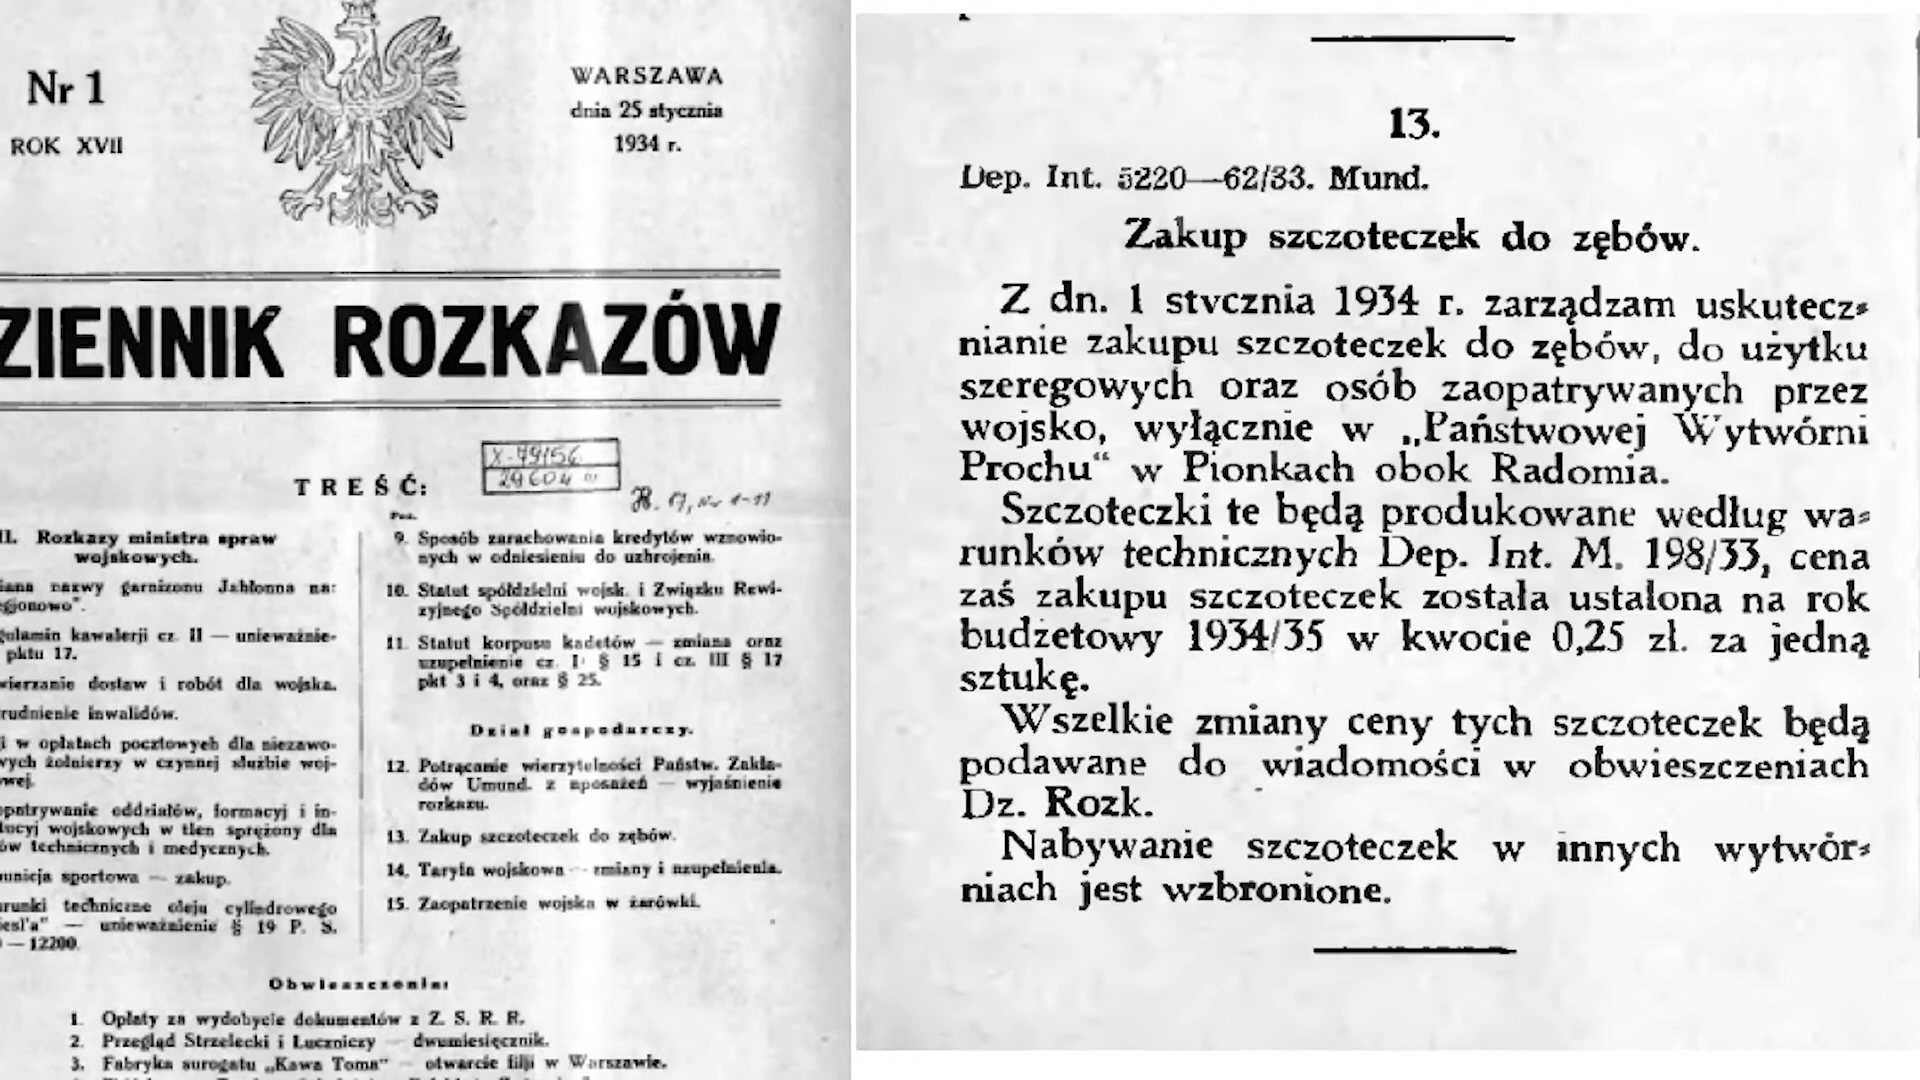 Nr 1
ROK XVII
WARSZAWA
dnia 25 stycznia
1934 r.
ZIENNIK ROZKAZÓW
X-79156
29604 III
TREŚĆ:
II. Rozkazy ministra spraw
wojskowych.
iana nazwy garnizonu Jabłonna na:
egjonowo".
gulamin kawalerji cz. II — unieważnie-
pktu 17.
wierzanie dostaw i robót dla wojska.
rudnienie inwalidów.
i w opłatach pocztowych dla niezawo-
wych żołnierzy w czynnej służbie woj-
owej.
opatrywanie oddziałów, formacyj i in-
tucyj wojskowych w tlen sprężony dla
ów technicznych i medycznych.
unicja sportowa — zakup.
arunki techniczne oleju cylindrowego
iesl'a" — unieważnienie § 19 P. S.
— 12200.
Poz.
9. Sposób zarachowania kredytów wznowio-
nych w odniesieniu do uzbrojenia.
10. Statut spółdzielni wojsk. i Związku Rewi-
zyjnego Spółdzielni wojskowych.
11. Statut korpusu kadetów — zmiana oraz
uzupełnienie cz. I § 15 i cz. III § 17
pkt 3 i 4, oraz § 25.
Dział gospodarczy.
12. Potrącanie wierzytelności Państw. Zakła-
dów Umund. z uposażeń — wyjaśnienie
rozkazu.
13. Zakup szczoteczek do zębów.
14. Taryfa wojskowa — zmiany i uzupełnienia.
15. Zaopatrzenie wojska w żarówki.
Obwieszczenia:
1. Opłaty za wydobycie dokumentów z Z. S. R. R.
2. Przegląd Strzelecki i Łuczniczy — dwumiesięcznik.
3. Fabryka surogatu „Kawa Toma" — otwarcie filji w Warszawie.
13.
Dep. Int. 5220—62/33. Mund.
Zakup szczoteczek do zębów.
Z dn. 1 stycznia 1934 r. zarządzam uskutecz-
nianie zakupu szczoteczek do zębów, do użytku
szeregowych oraz osób zaopatrywanych przez
wojsko, wyłącznie w „Państwowej Wytwórni
Prochu“ w Pionkach obok Radomia.
Szczoteczki te będą produkowane według wa-
runków technicznych Dep. Int. M. 198/33, cena
zaś zakupu szczoteczek została ustalona na rok
budżetowy 1934/35 w kwocie 0,25 zł. za jedną
sztukę.
Wszelkie zmiany ceny tych szczoteczek będą
podawane do wiadomości w obwieszczeniach
Dz. Rozk.
Nabywanie szczoteczek w innych wytwór-
niach jest wzbronione.